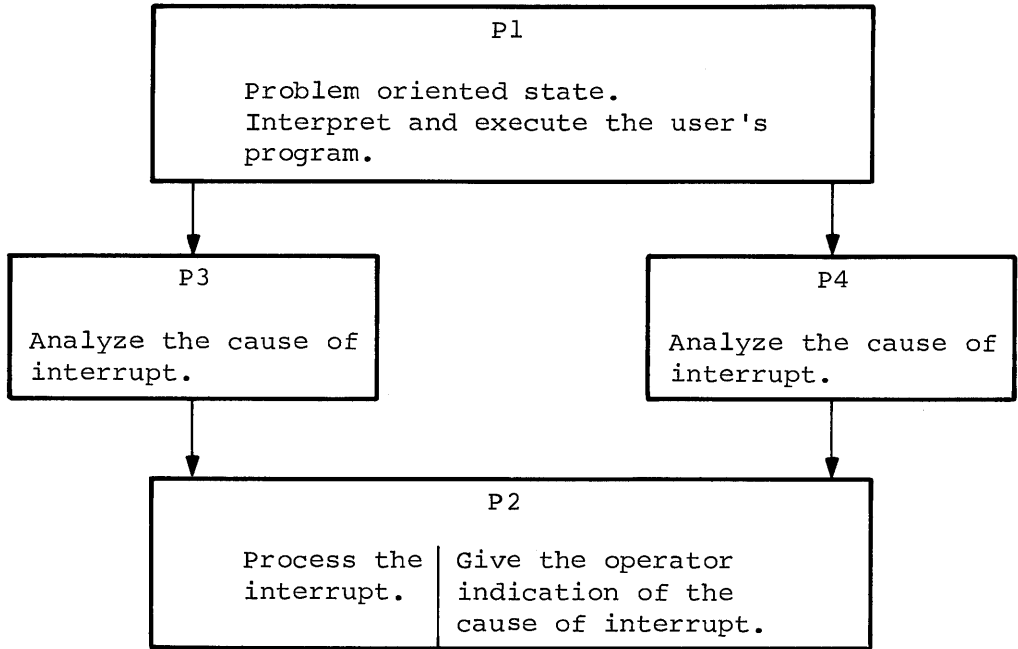 P1
Problem oriented state.
Interpret and execute the user's
program.
P3
Analyze the cause of
interrupt.
P4
Analyze the cause of
interrupt.
P2
Process the
interrupt.
Give the operator
indication of the
cause of interrupt.